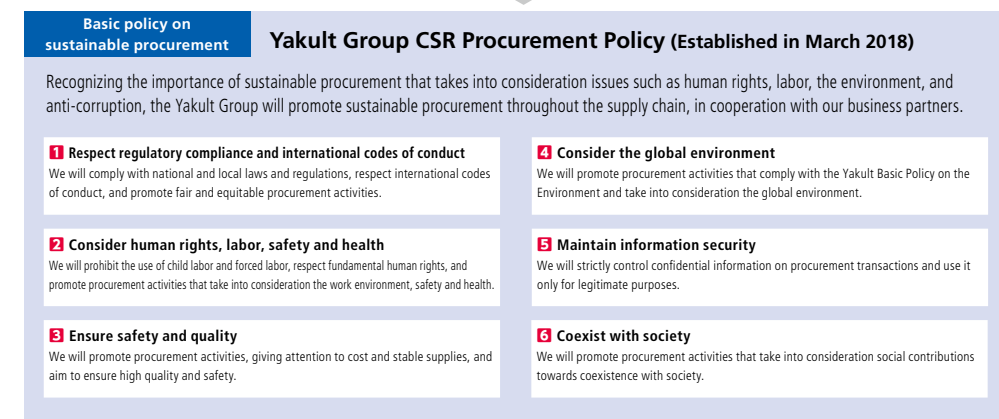 Basic policy on
sustainable procurement
Yakult Group CSR Procurement Policy (Established in March 2018)
Recognizing the importance of sustainable procurement that takes into consideration issues such as human rights, labor, the environment, and
anti-corruption, the Yakult Group will promote sustainable procurement throughout the supply chain, in cooperation with our business partners.
1 Respect regulatory compliance and international codes of conduct
We will comply with national and local laws and regulations, respect international codes
of conduct, and promote fair and equitable procurement activities.
2 Consider human rights, labor, safety and health
We will prohibit the use of child labor and forced labor, respect fundamental human rights, and
promote procurement activities that take into consideration the work environment, safety and health.
3 Ensure safety and quality
We will promote procurement activities, giving attention to cost and stable supplies, and
aim to ensure high quality and safety.
4 Consider the global environment
We will promote procurement activities that comply with the Yakult Basic Policy on the
Environment and take into consideration the global environment.
5 Maintain information security
We will strictly control confidential information on procurement transactions and use it
only for legitimate purposes.
6 Coexist with society
We will promote procurement activities that take into consideration social contributions
towards coexistence with society.